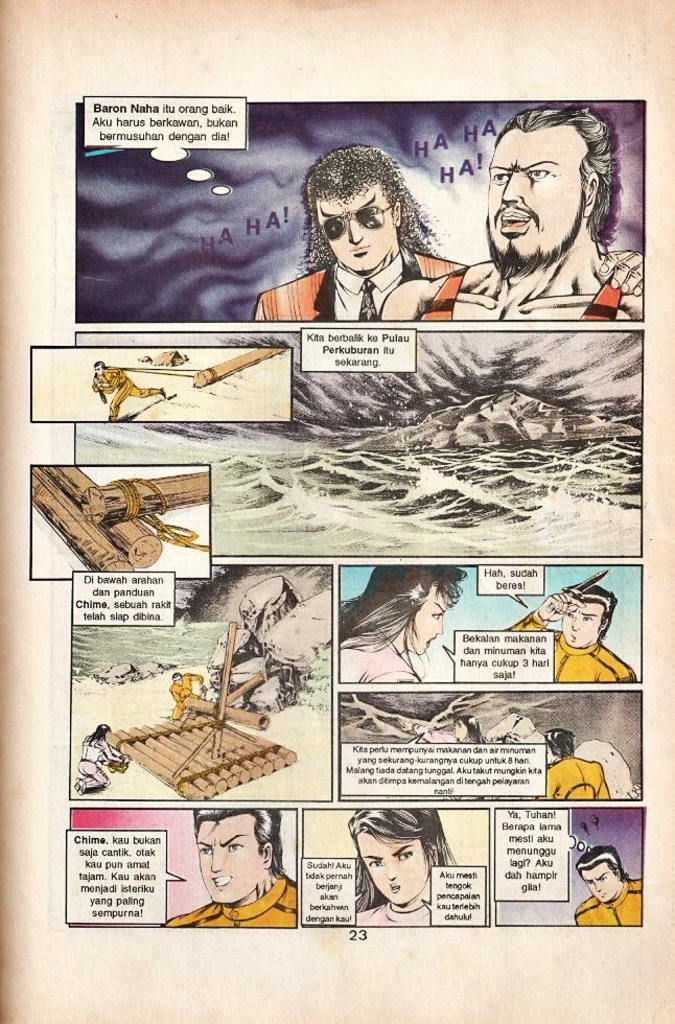 Baron Naha itu orang baik.
Aku harus berkawan, bukan
bermusuhan dengan dia!
HA HA
HA!
HA HA!
Kita berbalik ke Pulau
Perkuburan itu
sekarang.
Di bawah arahan
dan panduan
Chime, sebuah rakit
telah siap dibina.
Hah, sudah
beres!
Bekalan makanan
dan minuman kita
hanya cukup 3 hari
saja!
Kita perlu mempunyai makanan dan air minuman
yang sekurang-kurangnya cukup untuk 8 hari.
Malang tiada datang tunggal. Aku takut mungkin kita
akan ditimpa kemalangan di tengah pelayaran
nanti!
Chime, kau bukan
saja cantik, otak
kau pun amat
tajam. Kau akan
menjadi isteriku
yang paling
sempurna!
Sudah! Aku
tidak pernah
berjanji
akan
berkahwin
dengan kau!
Aku mesti
tengok
pencapaian
kau terlebih
dahulu!
Ya, Tuhan!
Berapa lama
mesti aku
menunggu
lagi? Aku
dah hampir
gila!
23